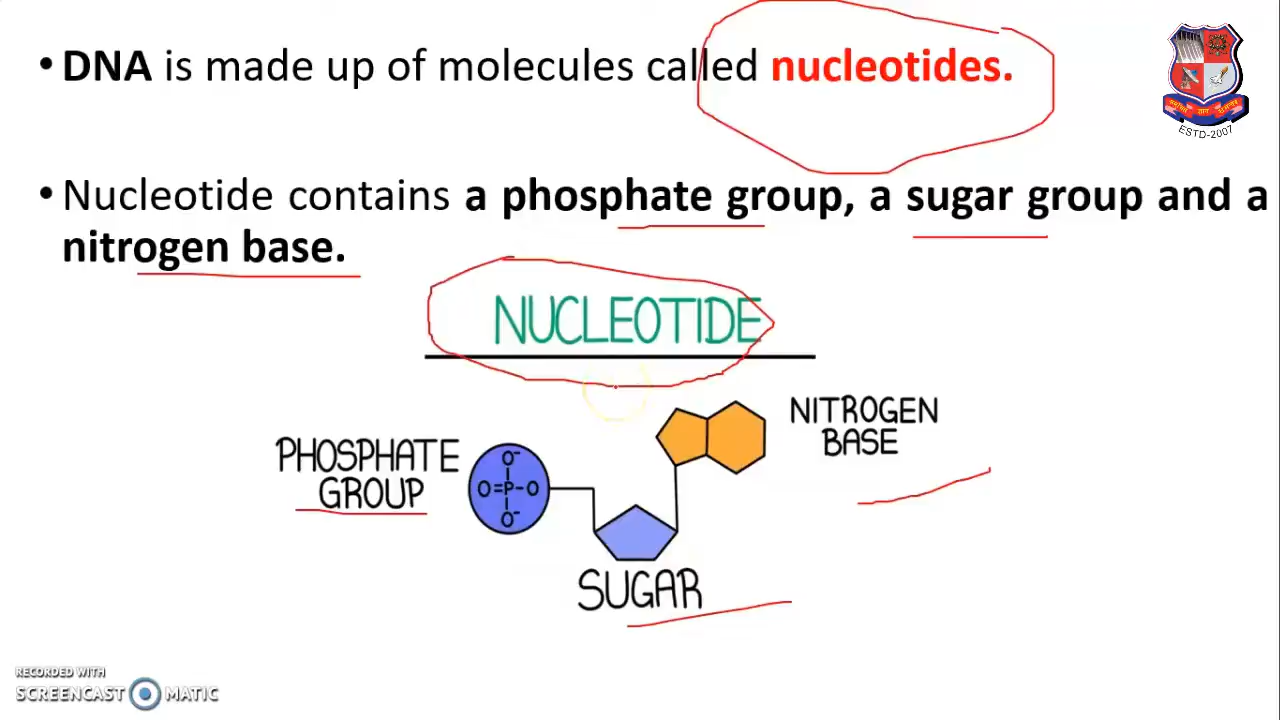 • DNA is made up of molecules called nucleotides.
• Nucleotide contains a phosphate group, a sugar group and a
nitrogen base.
NUCLEOTIDE
PHOSPHATE
GROUP
O⁻
O=P-O
O⁻
NITROGEN
BASE
SUGAR
ESTD-2007
RECORDED WITH
SCREENCAST MATIC